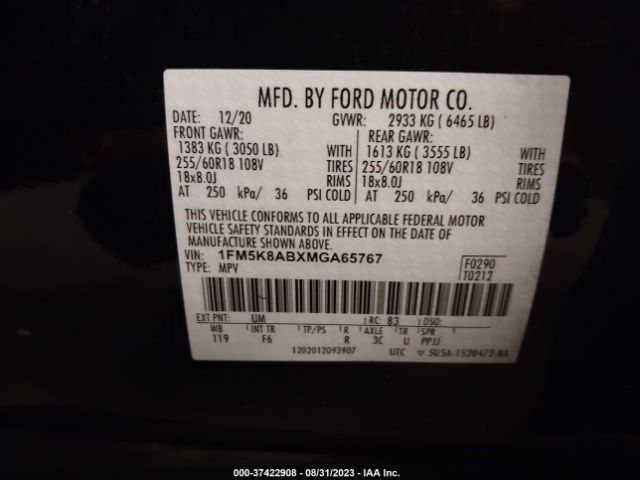 MFD. BY FORD MOTOR CO.
DATE: 12/20 GVWR: 2933 KG ( 6465 LB)
FRONT GAWR: REAR GAWR:
1383 KG ( 3050 LB) WITH 1613 KG ( 3555 LB) WITH
255/60R18 108V TIRES 255/60R18 108V TIRES
18x8.0J RIMS 18x8.0J RIMS
AT 250 kPa/ 36 PSI COLD AT 250 kPa/ 36 PSI COLD
THIS VEHICLE CONFORMS TO ALL APPLICABLE FEDERAL MOTOR
VEHICLE SAFETY STANDARDS IN EFFECT ON THE DATE OF
MANUFACTURE SHOWN ABOVE.
VIN: 1FM5K8ABXMGA65767 F0290
TYPE: MPV T0212
EXT PNT: UM RC: 83 DSO:
WB INT TR TP/PS R AXLE TR SPR
119 F6 R 3C U PPJJ
1202012093907 UTC ▽ 5U5A-1520472-BA
000-37422908 - 08/31/2023 - IAA Inc.